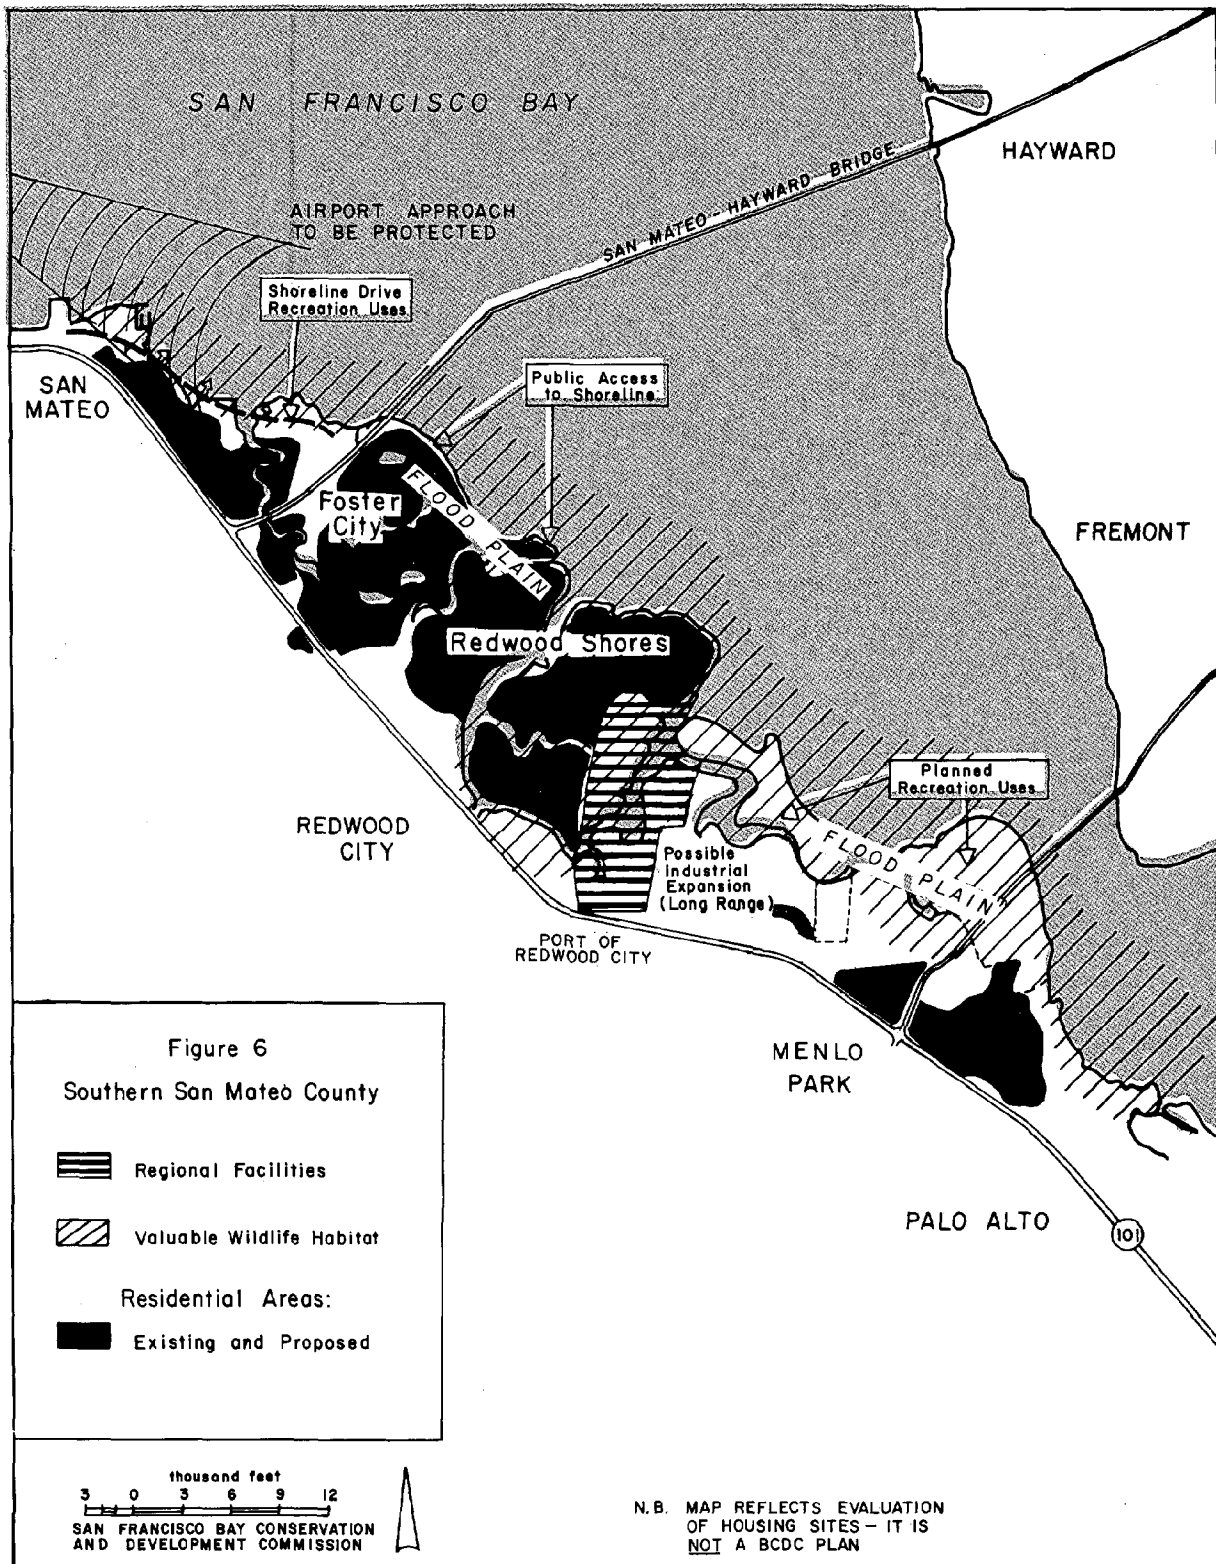 SAN FRANCISCO BAY
HAYWARD
SAN MATEO-HAYWARD BRIDGE
AIRPORT APPROACH
TO BE PROTECTED
Shoreline Drive
Recreation Uses
SAN
MATEO
Public Access
to Shoreline
Foster
City
FLOOD PLAIN
FREMONT
Redwood Shores
Planned
Recreation Uses
REDWOOD
CITY
FLOOD PLAIN
Possible
Industrial
Expansion
(Long Range)
PORT OF
REDWOOD CITY
MENLO
PARK
PALO ALTO
101
Figure 6
Southern San Mateo County
Regional Facilities
Valuable Wildlife Habitat
Residential Areas:
Existing and Proposed
thousand feet
3 0 3 6 9 12
SAN FRANCISCO BAY CONSERVATION
AND DEVELOPMENT COMMISSION
N.B. MAP REFLECTS EVALUATION
OF HOUSING SITES - IT IS
NOT A BCDC PLAN